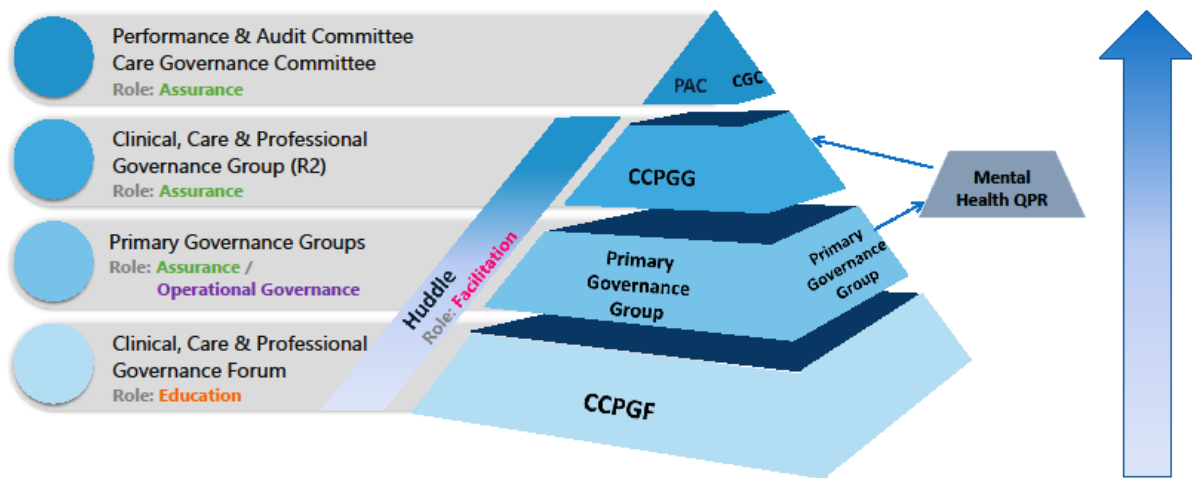 Performance & Audit Committee
Care Governance Committee
Role: Assurance
Clinical, Care & Professional
Governance Group (R2)
Role: Assurance
Primary Governance Groups
Role: Assurance /
Operational Governance
Clinical, Care & Professional
Governance Forum
Role: Education
Huddle
Role: Facilitation
PAC
CGC
CCPGG
Primary
Governance
Group
Primary
Governance
Group
CCPGF
Mental
Health QPR